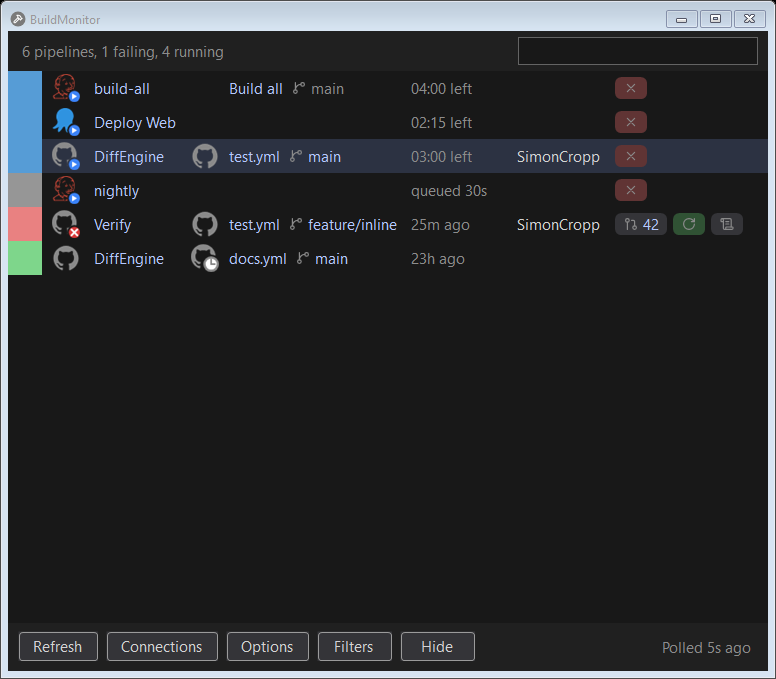 BuildMonitor
6 pipelines, 1 failing, 4 running
build-all Build all main 04:00 left
Deploy Web 02:15 left
DiffEngine test.yml main 03:00 left SimonCropp
nightly queued 30s
Verify test.yml feature/inline 25m ago SimonCropp 42
DiffEngine docs.yml main 23h ago
Refresh Connections Options Filters Hide Polled 5s ago